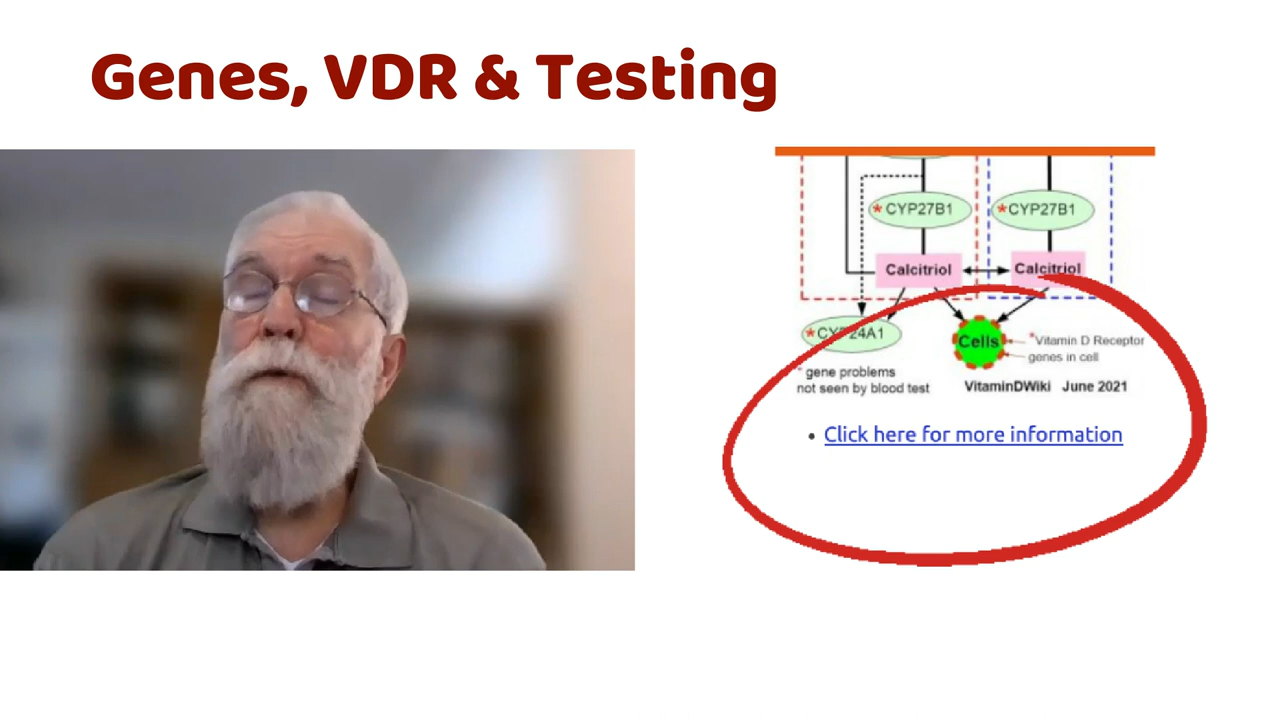 Genes, VDR & Testing
*CYP27B1 *CYP27B1
Calcitriol Calcitriol
*CYP24A1
Cells
*Vitamin D Receptor
genes in cell
* gene problems
not seen by blood test
VitaminDWiki June 2021
• Click here for more information